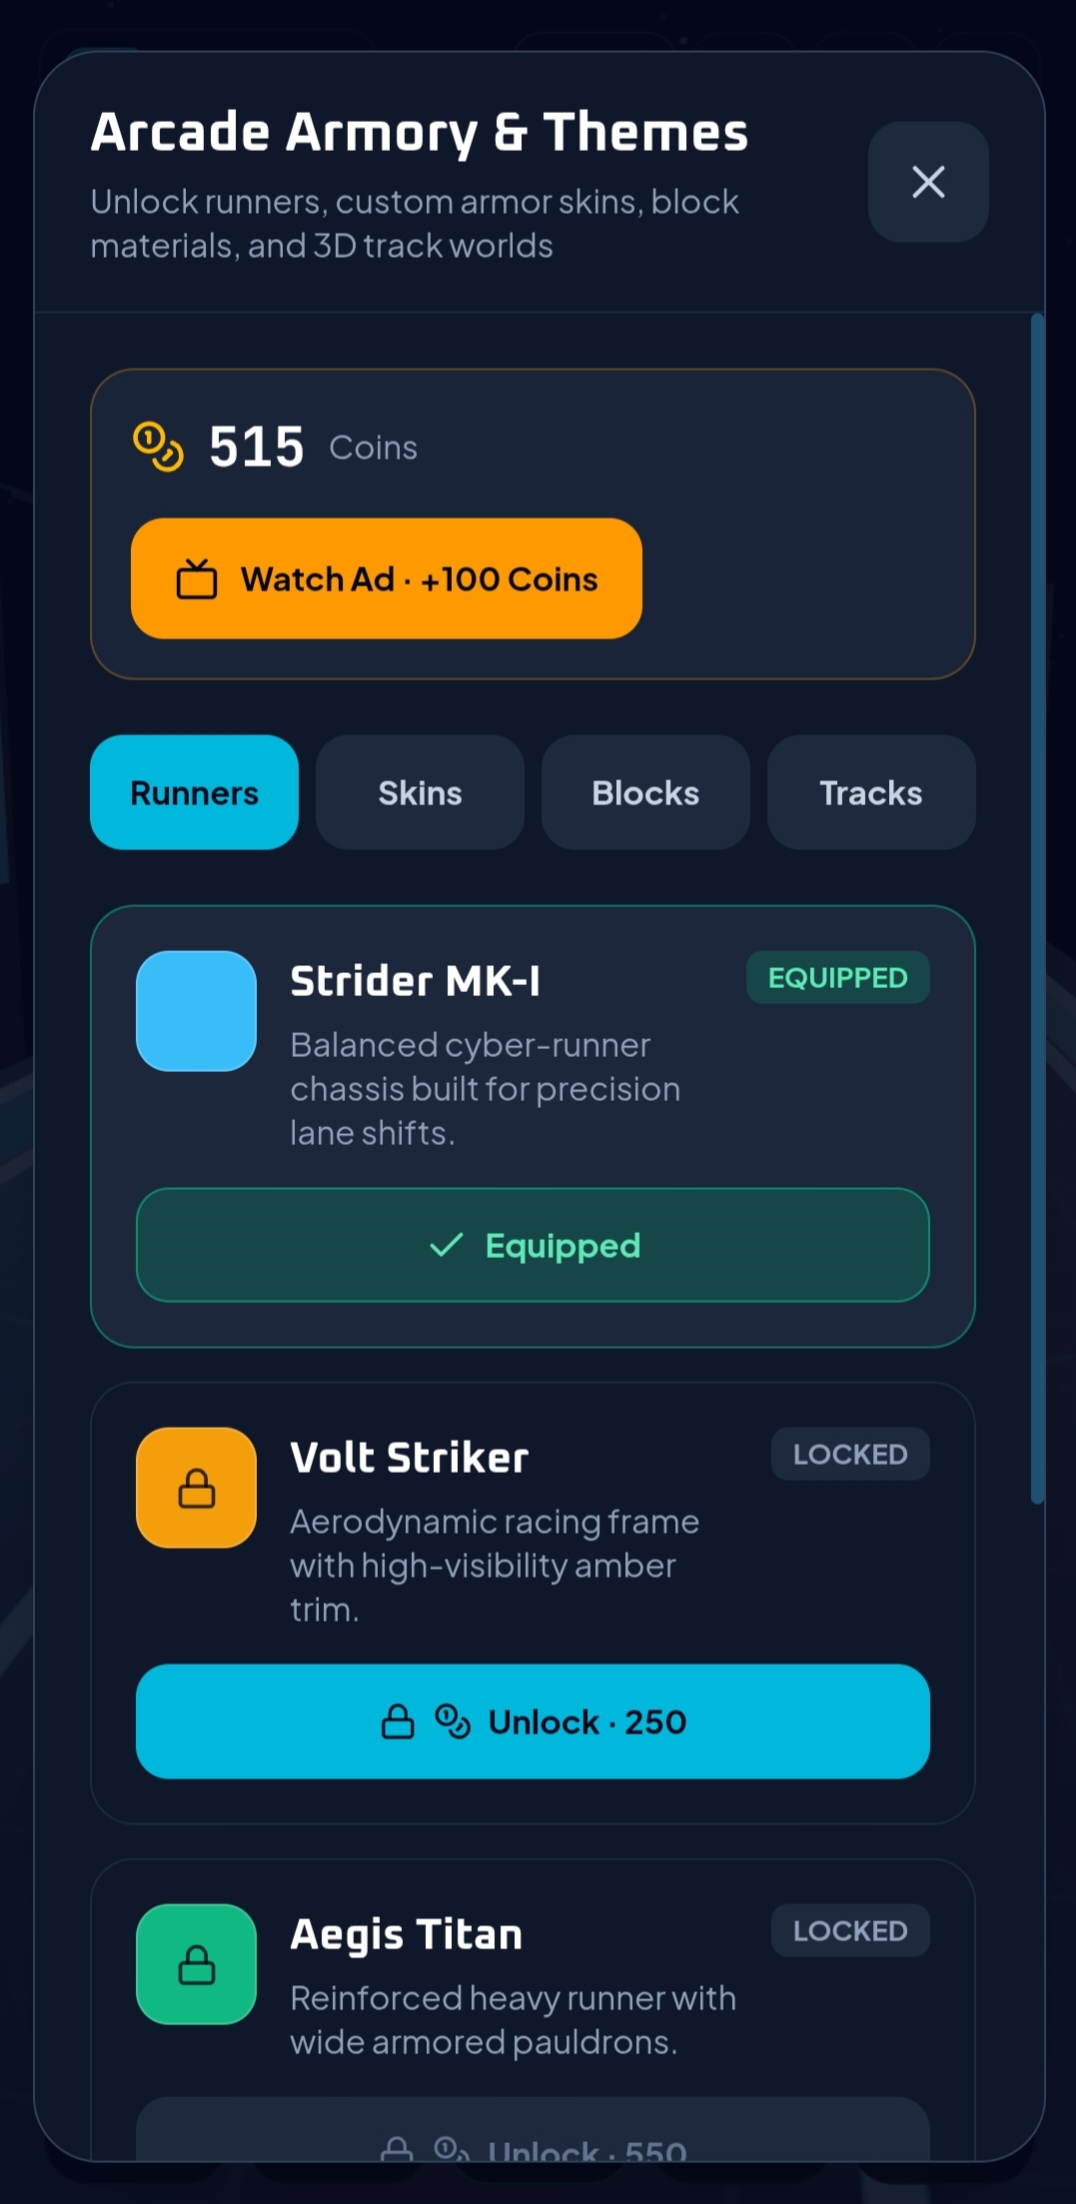 Arcade Armory & Themes
Unlock runners, custom armor skins, block
materials, and 3D track worlds
515 Coins
Watch Ad · +100 Coins
Runners
Skins
Blocks
Tracks
Strider MK-I
EQUIPPED
Balanced cyber-runner
chassis built for precision
lane shifts.
Equipped
Volt Striker
LOCKED
Aerodynamic racing frame
with high-visibility amber
trim.
Unlock · 250
Aegis Titan
LOCKED
Reinforced heavy runner with
wide armored pauldrons.
Unlock · 550